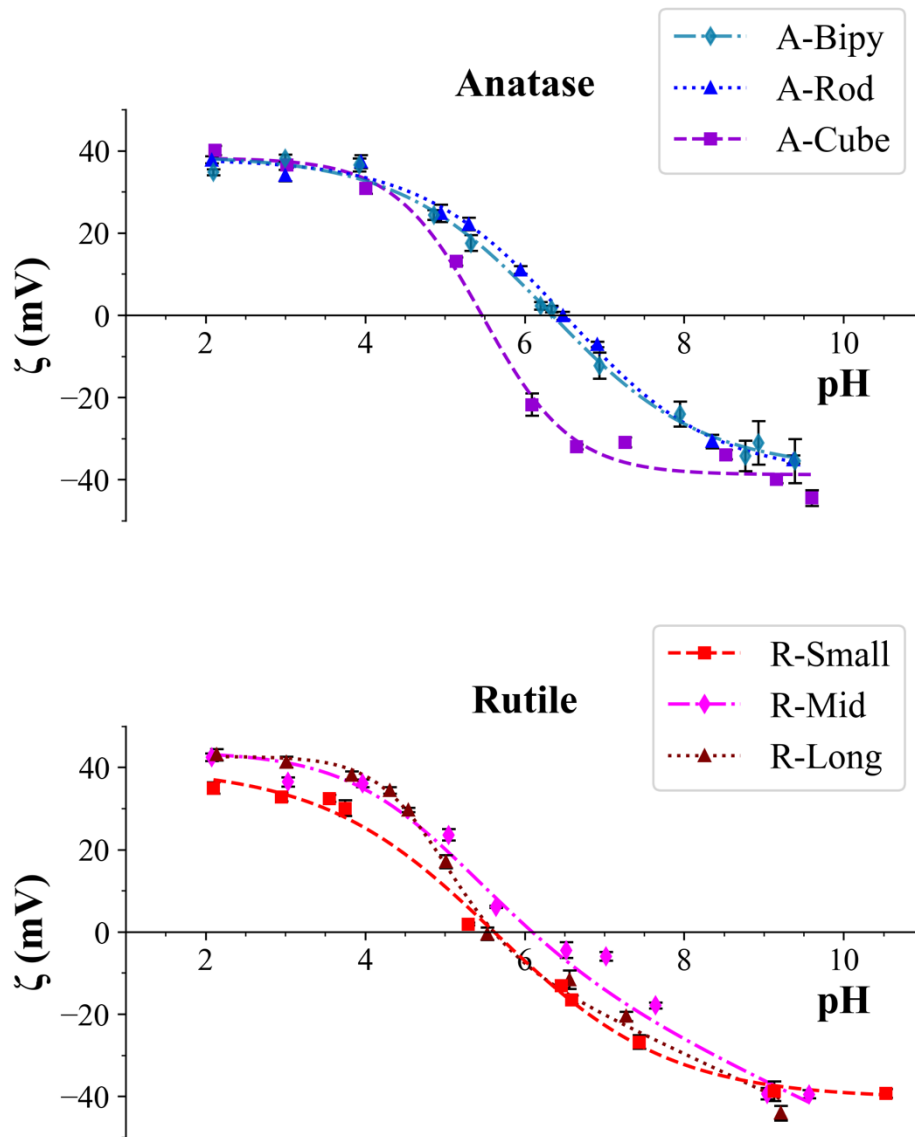 A-Bipy
A-Rod
A-Cube
Anatase
40
20
0
−20
−40
2
4
6
8
10
ζ (mV)
pH
R-Small
R-Mid
R-Long
Rutile
40
20
0
−20
−40
2
4
6
8
10
ζ (mV)
pH